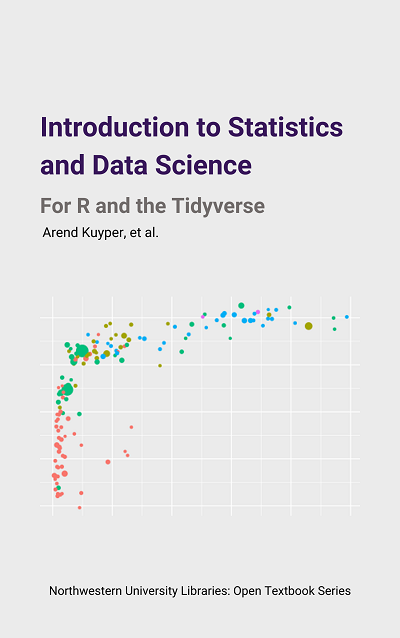 Introduction to Statistics
and Data Science
For R and the Tidyverse
Arend Kuyper, et al.
Northwestern University Libraries: Open Textbook Series